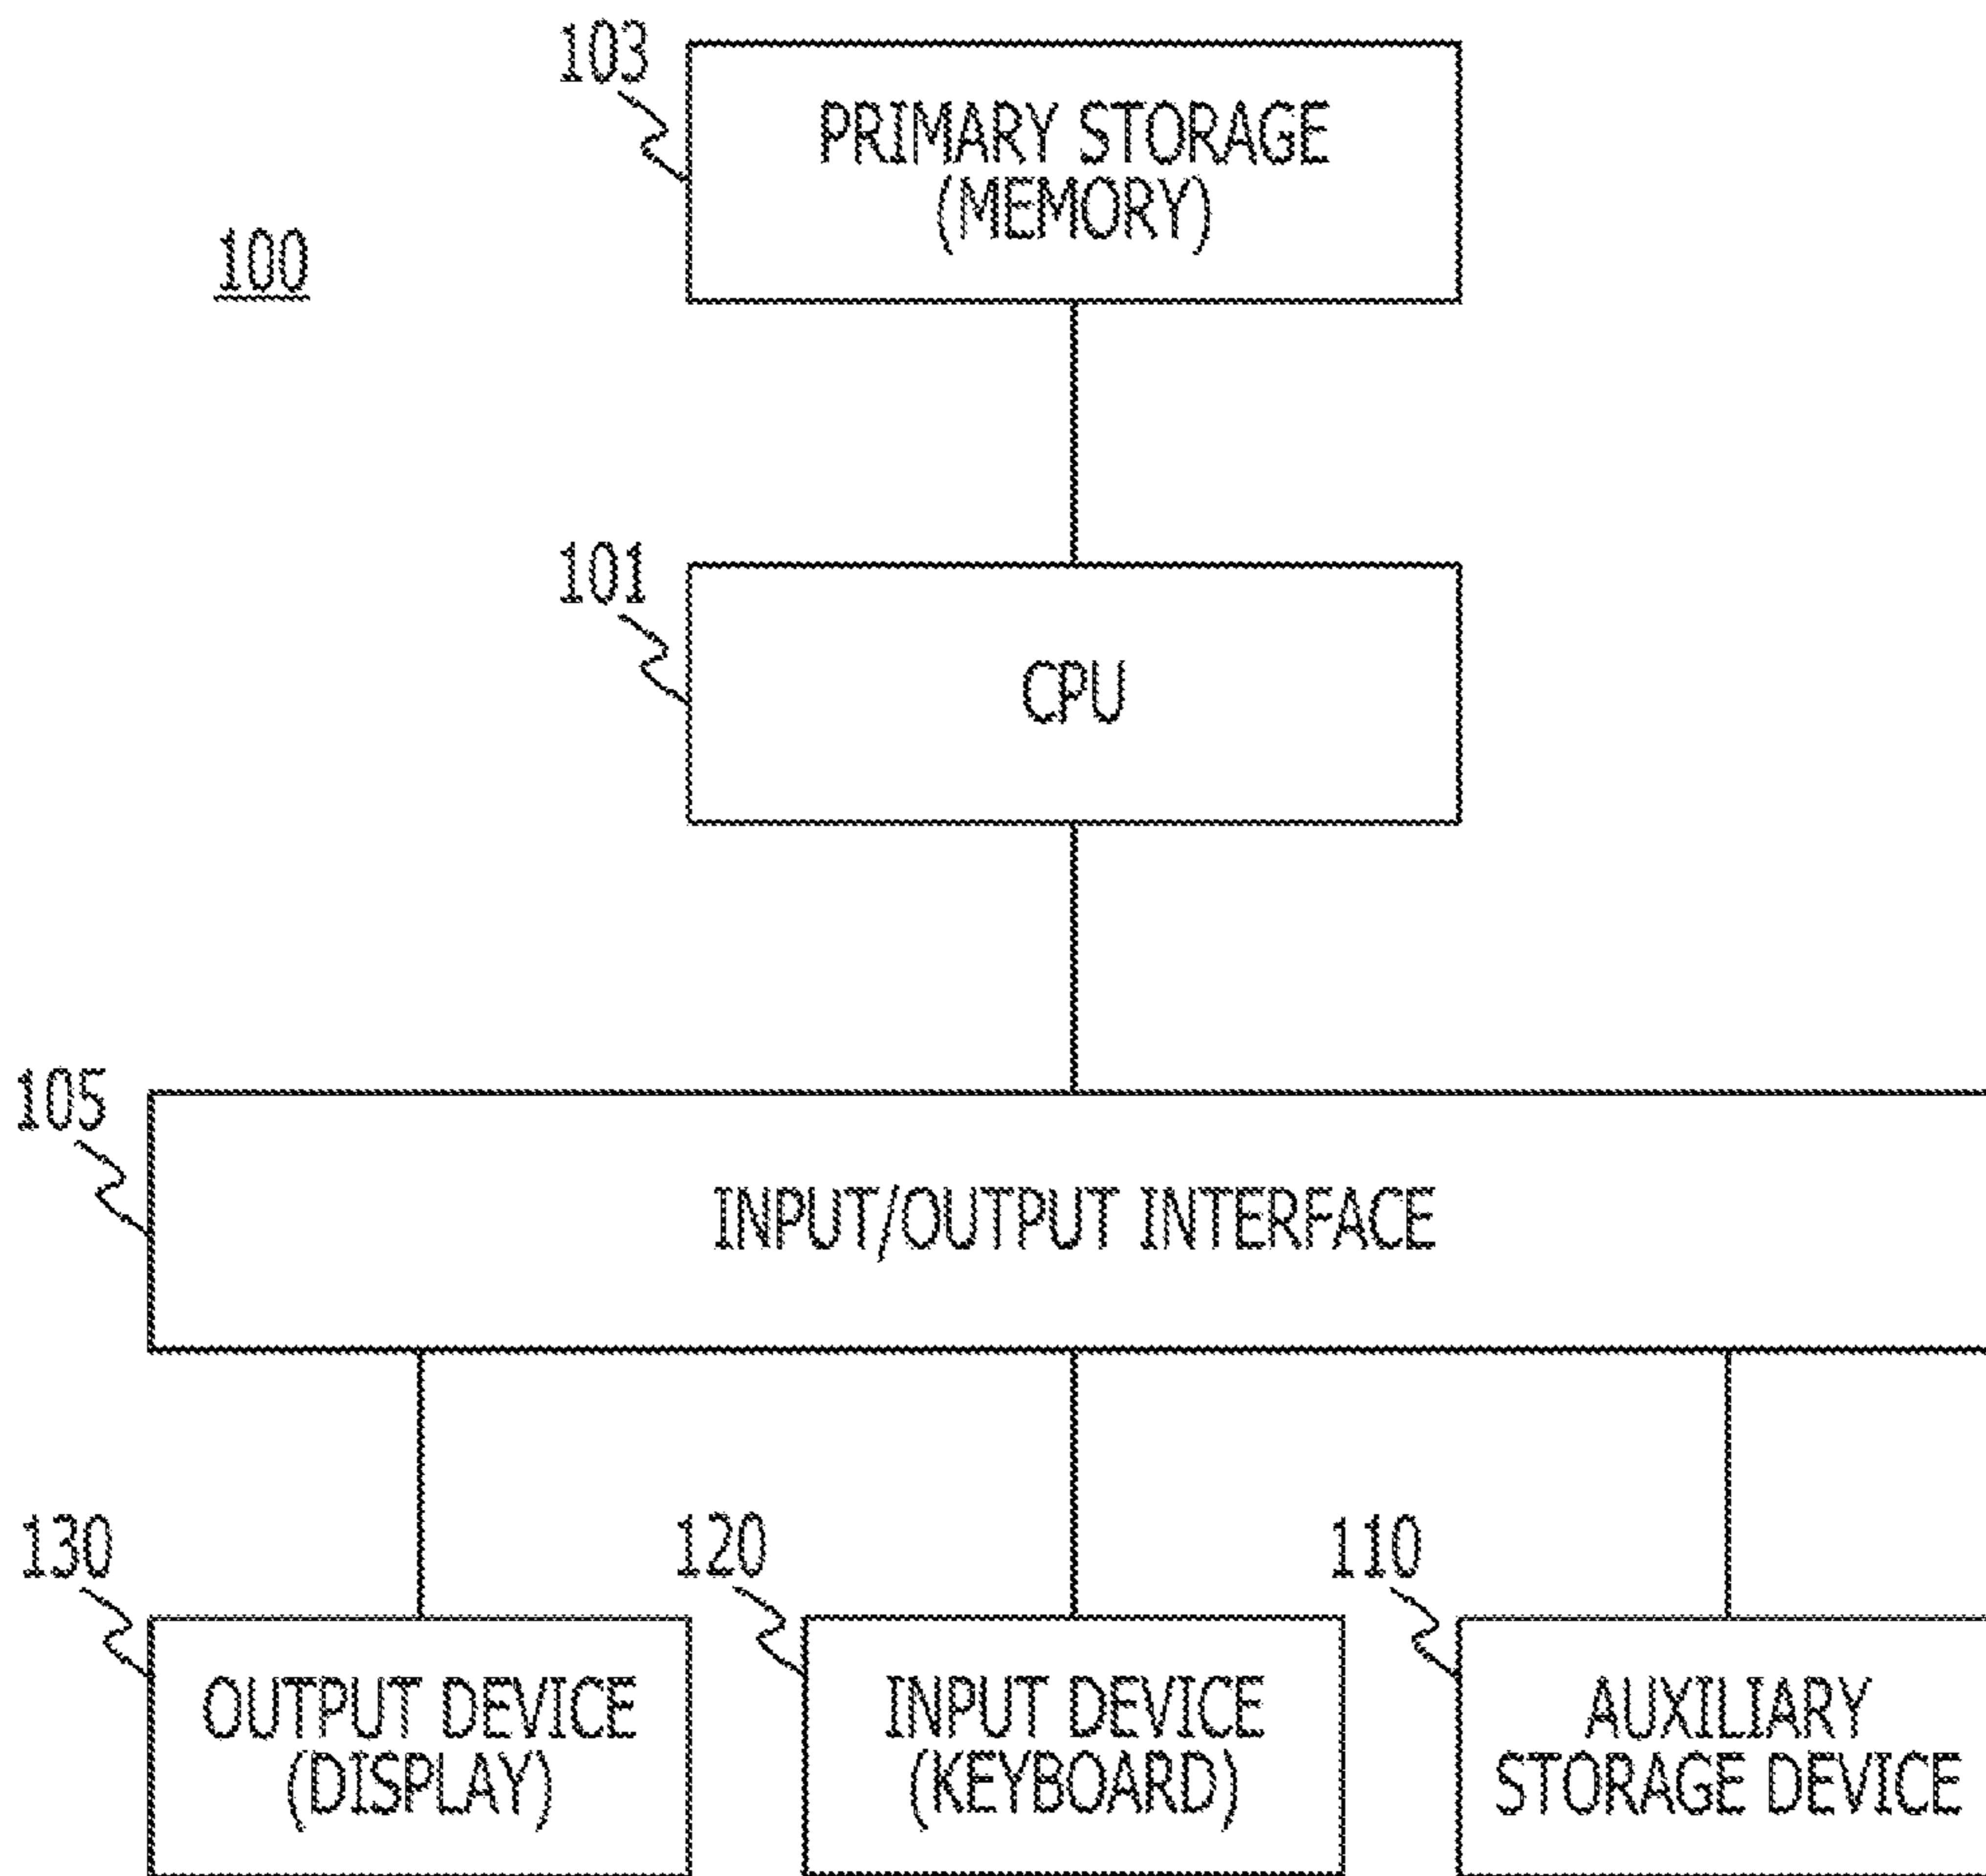 103
PRIMARY STORAGE
(MEMORY)
100
101
CPU
105
INPUT/OUTPUT INTERFACE
130
120
110
OUTPUT DEVICE
(DISPLAY)
INPUT DEVICE
(KEYBOARD)
AUXILIARY
STORAGE DEVICE